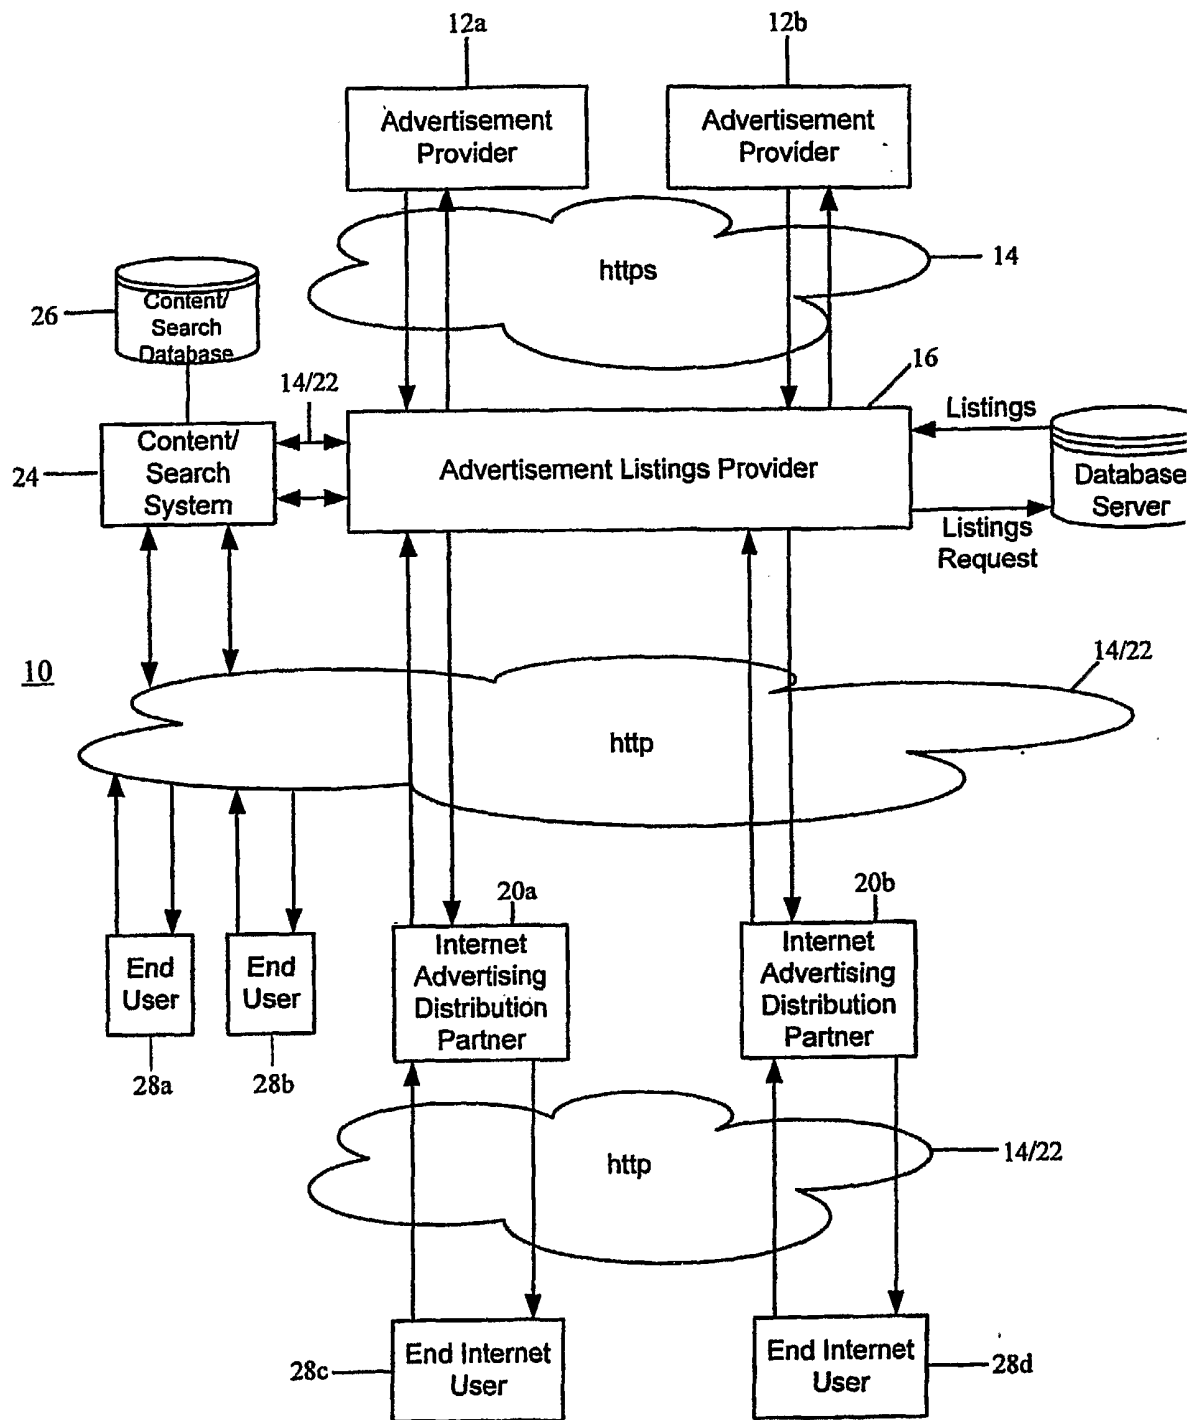 12a
12b
Advertisement
Provider
Advertisement
Provider
https
14
Content/
Search
Database
26
14/22
16
Listings
Content/
Search
System
24
Advertisement Listings Provider
Database
Server
Listings
Request
10
14/22
http
20a
20b
End
User
End
User
Internet
Advertising
Distribution
Partner
Internet
Advertising
Distribution
Partner
28a
28b
http
14/22
End Internet
User
28c
End Internet
User
28d